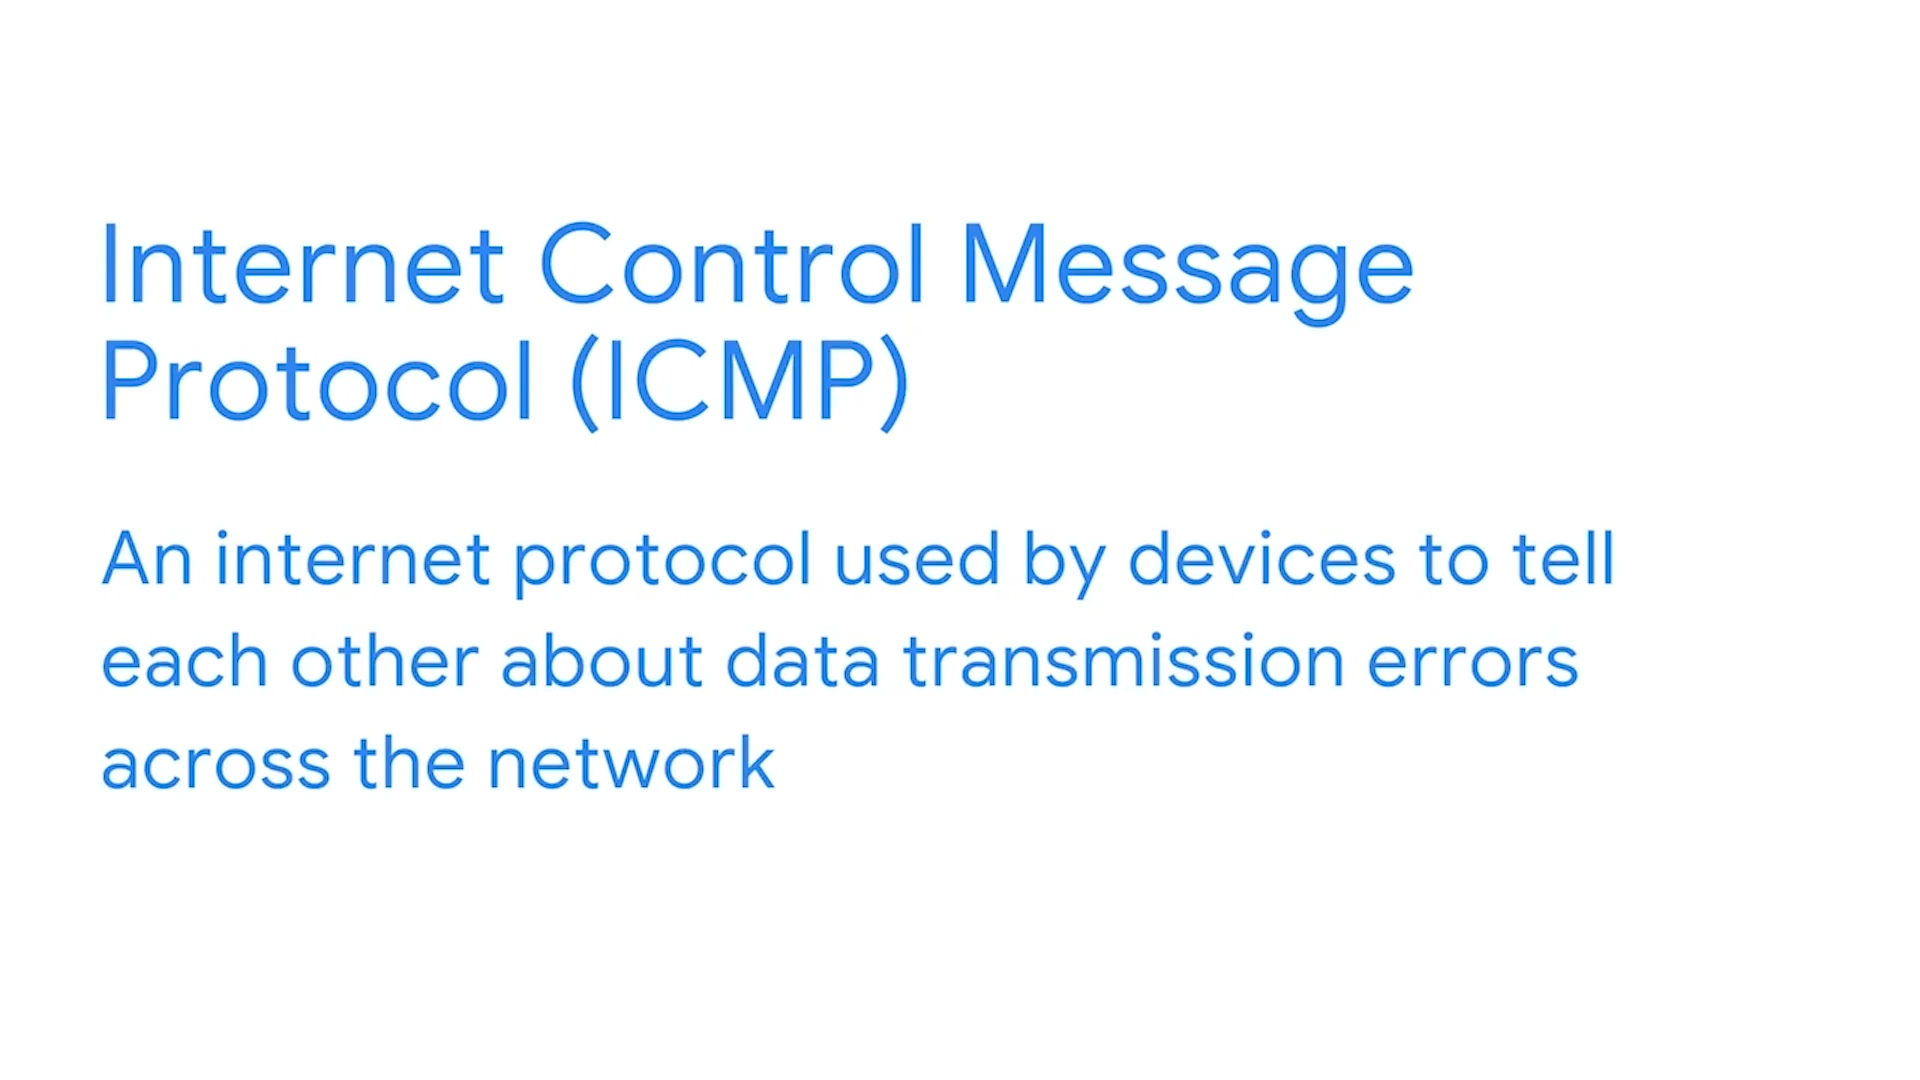 Internet Control Message
Protocol (ICMP)
An internet protocol used by devices to tell
each other about data transmission errors
across the network